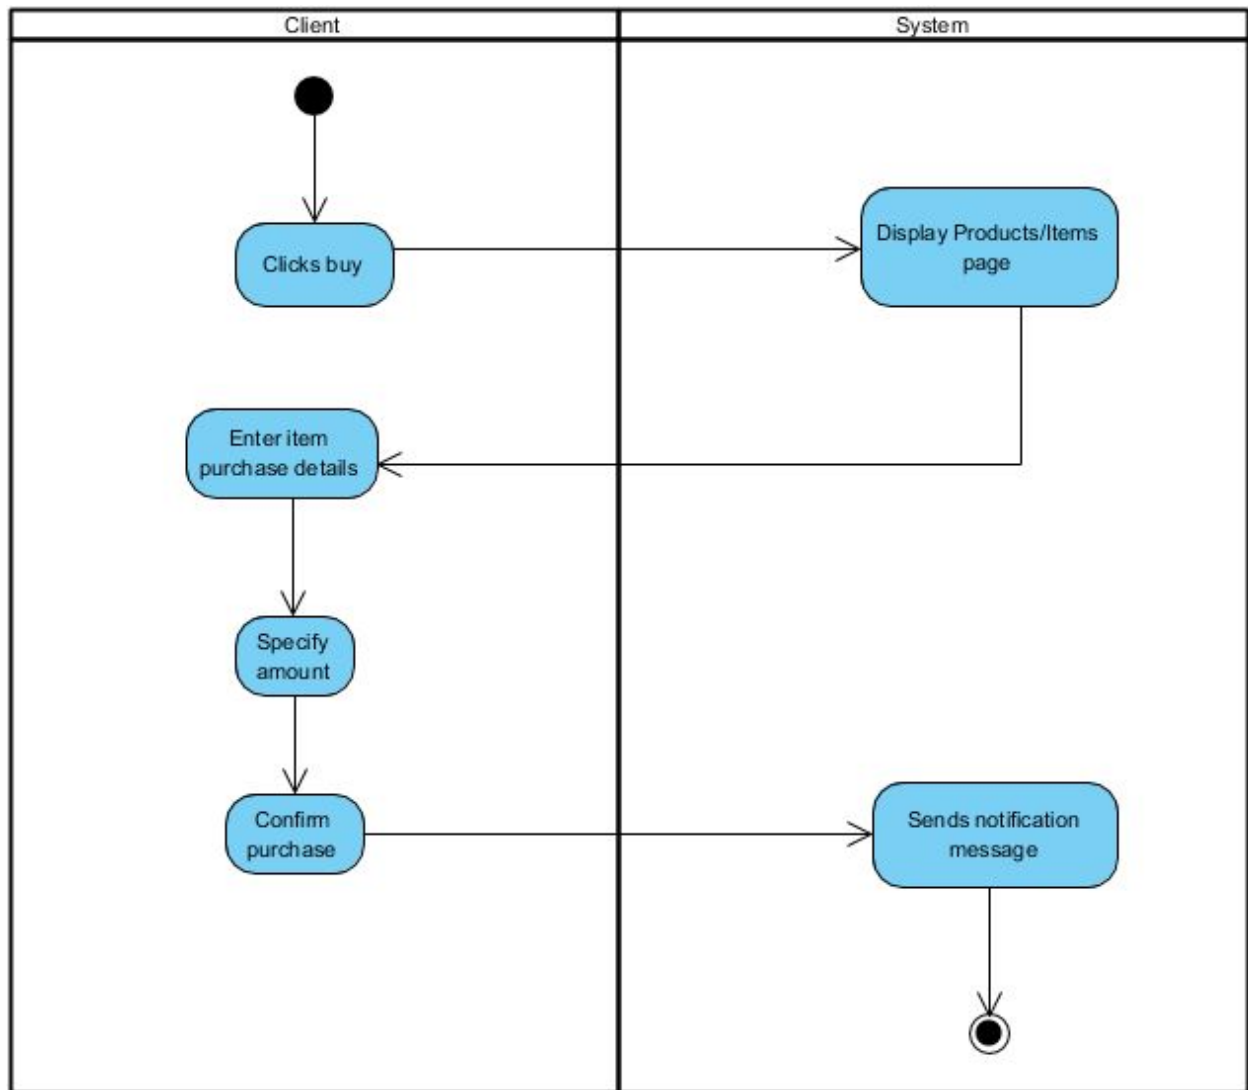 Client
System
Clicks buy
Display Products/Items
page
Enter item
purchase details
Specify
amount
Confirm
purchase
Sends notification
message